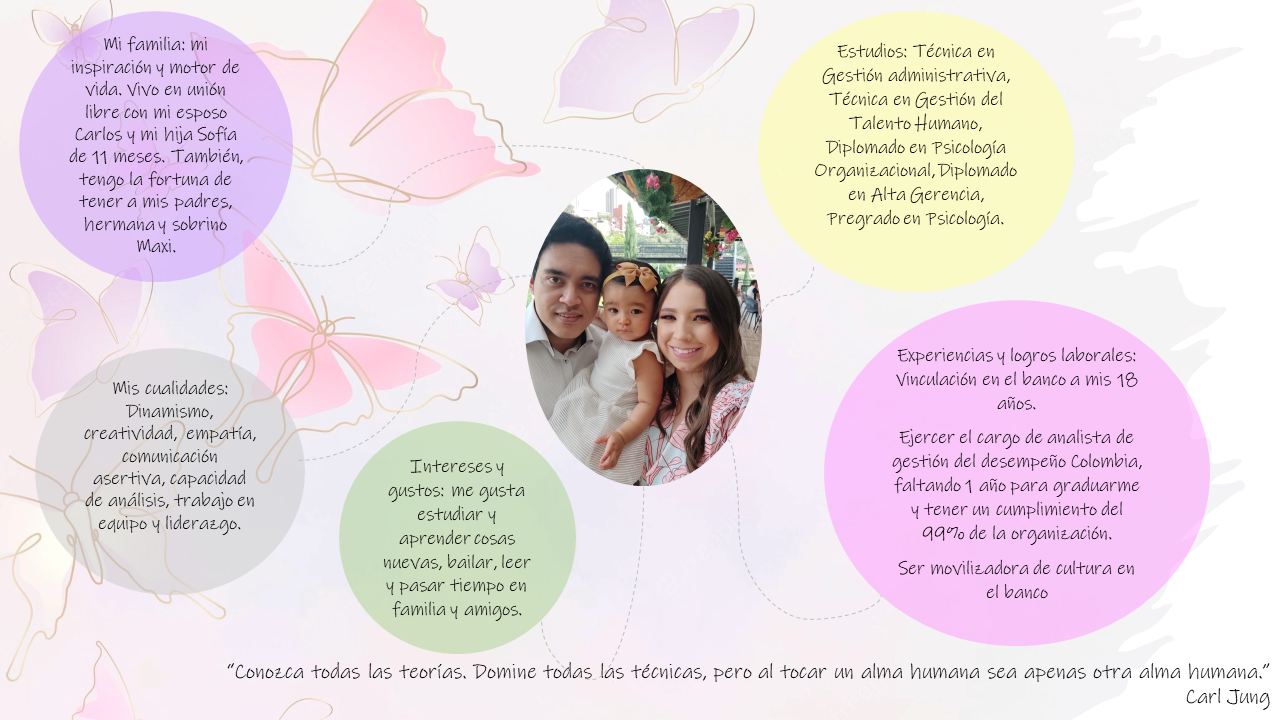 Mi familia: mi
inspiración y motor de
vida. Vivo en unión
libre con mi esposo
Carlos y mi hija Sofía
de 11 meses. También,
tengo la fortuna de
tener a mis padres,
hermana y sobrino
Maxi.
Estudios: Técnica en
Gestión administrativa,
Técnica en Gestión del
Talento Humano,
Diplomado en Psicología
Organizacional, Diplomado
en Alta Gerencia,
Pregrado en Psicología.
Mis cualidades:
Dinamismo,
creatividad, empatía,
comunicación
asertiva, capacidad
de análisis, trabajo en
equipo y liderazgo.
Intereses y
gustos: me gusta
estudiar y
aprender cosas
nuevas, bailar, leer
y pasar tiempo en
familia y amigos.
Experiencias y logros laborales:
Vinculación en el banco a mis 18
años.
Ejercer el cargo de analista de
gestión del desempeño Colombia,
faltando 1 año para graduarme
y tener un cumplimiento del
99% de la organización.
Ser movilizadora de cultura en
el banco
“Conozca todas las teorías. Domine todas las técnicas, pero al tocar un alma humana sea apenas otra alma humana.”
Carl Jung